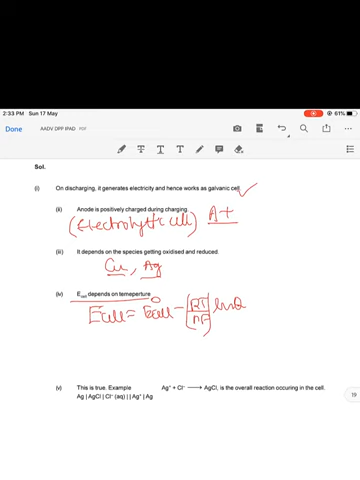 2:33 PM Sun 17 May
61%
Done
AADV DPP IPAD PDF
Sol.
(i) On discharging, it generates electricity and hence works as galvanic cell
(ii) Anode is positively charged during charging
(Electrolytic cell) A+
(iii) It depends on the species getting oxidised and reduced.
Cu, Ag
(iv) Ecell depends on temeperture
Ecell = E°cell - (RT/nF) lnQ
(v) This is true. Example Ag⁺ + Cl⁻ ⟶ AgCl, is the overall reaction occuring in the cell.
Ag | AgCl | Cl⁻ (aq) | | Ag⁺ | Ag
19